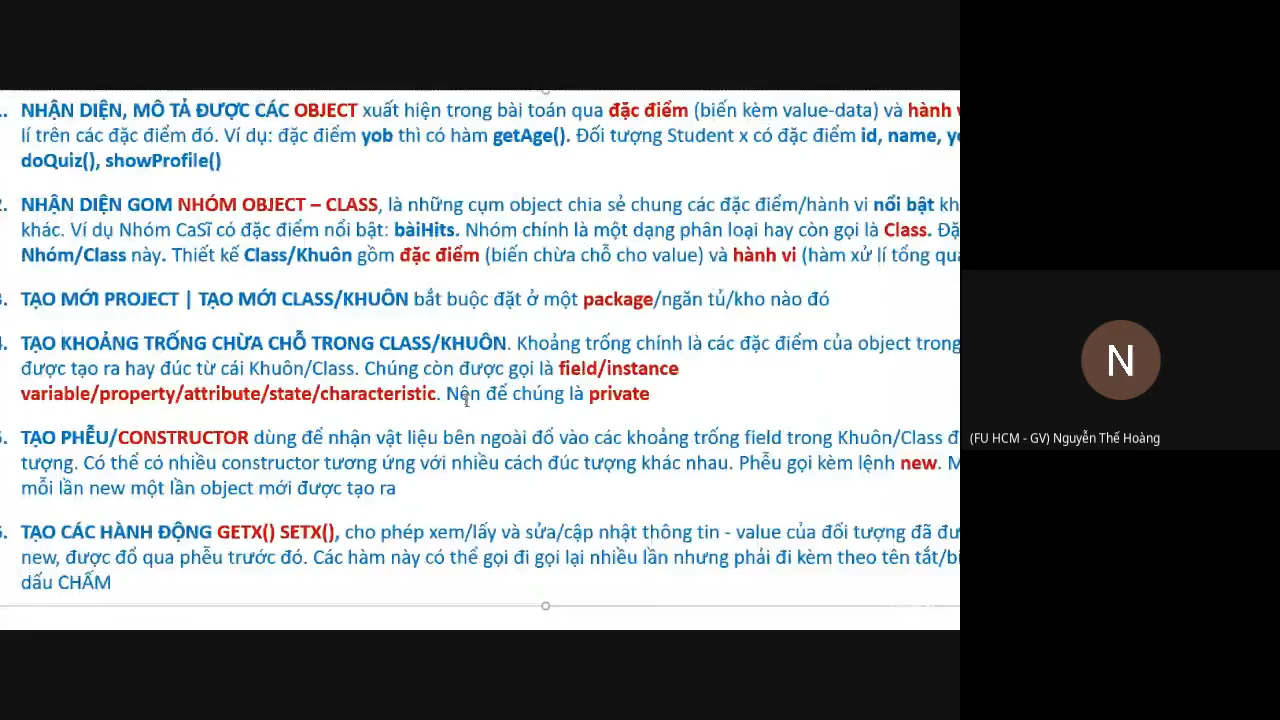 NHẬN DIỆN, MÔ TẢ ĐƯỢC CÁC OBJECT xuất hiện trong bài toán qua đặc điểm (biến kèm value-data) và hành
lí trên các đặc điểm đó. Ví dụ: đặc điểm yob thì có hàm getAge(). Đối tượng Student x có đặc điểm id, name,
doQuiz(), showProfile()
NHẬN DIỆN GOM NHÓM OBJECT – CLASS, là những cụm object chia sẻ chung các đặc điểm/hành vi nổi bật
khác. Ví dụ Nhóm CaSĩ có đặc điểm nổi bật: bàiHits. Nhóm chính là một dạng phân loại hay còn gọi là Class.
Nhóm/Class này. Thiết kế Class/Khuôn gồm đặc điểm (biến chừa chỗ cho value) và hành vi (hàm xử lí tổng
TẠO MỚI PROJECT | TẠO MỚI CLASS/KHUÔN bắt buộc đặt ở một package/ngăn tủ/kho nào đó
TẠO KHOẢNG TRỐNG CHỪA CHỖ TRONG CLASS/KHUÔN. Khoảng trống chính là các đặc điểm của object trong
được tạo ra hay đúc từ cái Khuôn/Class. Chúng còn được gọi là field/instance
variable/property/attribute/state/characteristic. Nên để chúng là private
TẠO PHỄU/CONSTRUCTOR dùng để nhận vật liệu bên ngoài đổ vào các khoảng trống field trong Khuôn/Class
tượng. Có thể có nhiều constructor tương ứng với nhiều cách đúc tượng khác nhau. Phễu gọi kèm lệnh new.
mỗi lần new một lần object mới được tạo ra
TẠO CÁC HÀNH ĐỘNG GETX() SETX(), cho phép xem/lấy và sửa/cập nhật thông tin - value của đối tượng đã
new, được đổ qua phễu trước đó. Các hàm này có thể gọi đi gọi lại nhiều lần nhưng phải đi kèm theo tên tắt/
dấu CHẤM
N
(FU HCM - GV) Nguyễn Thế Hoàng